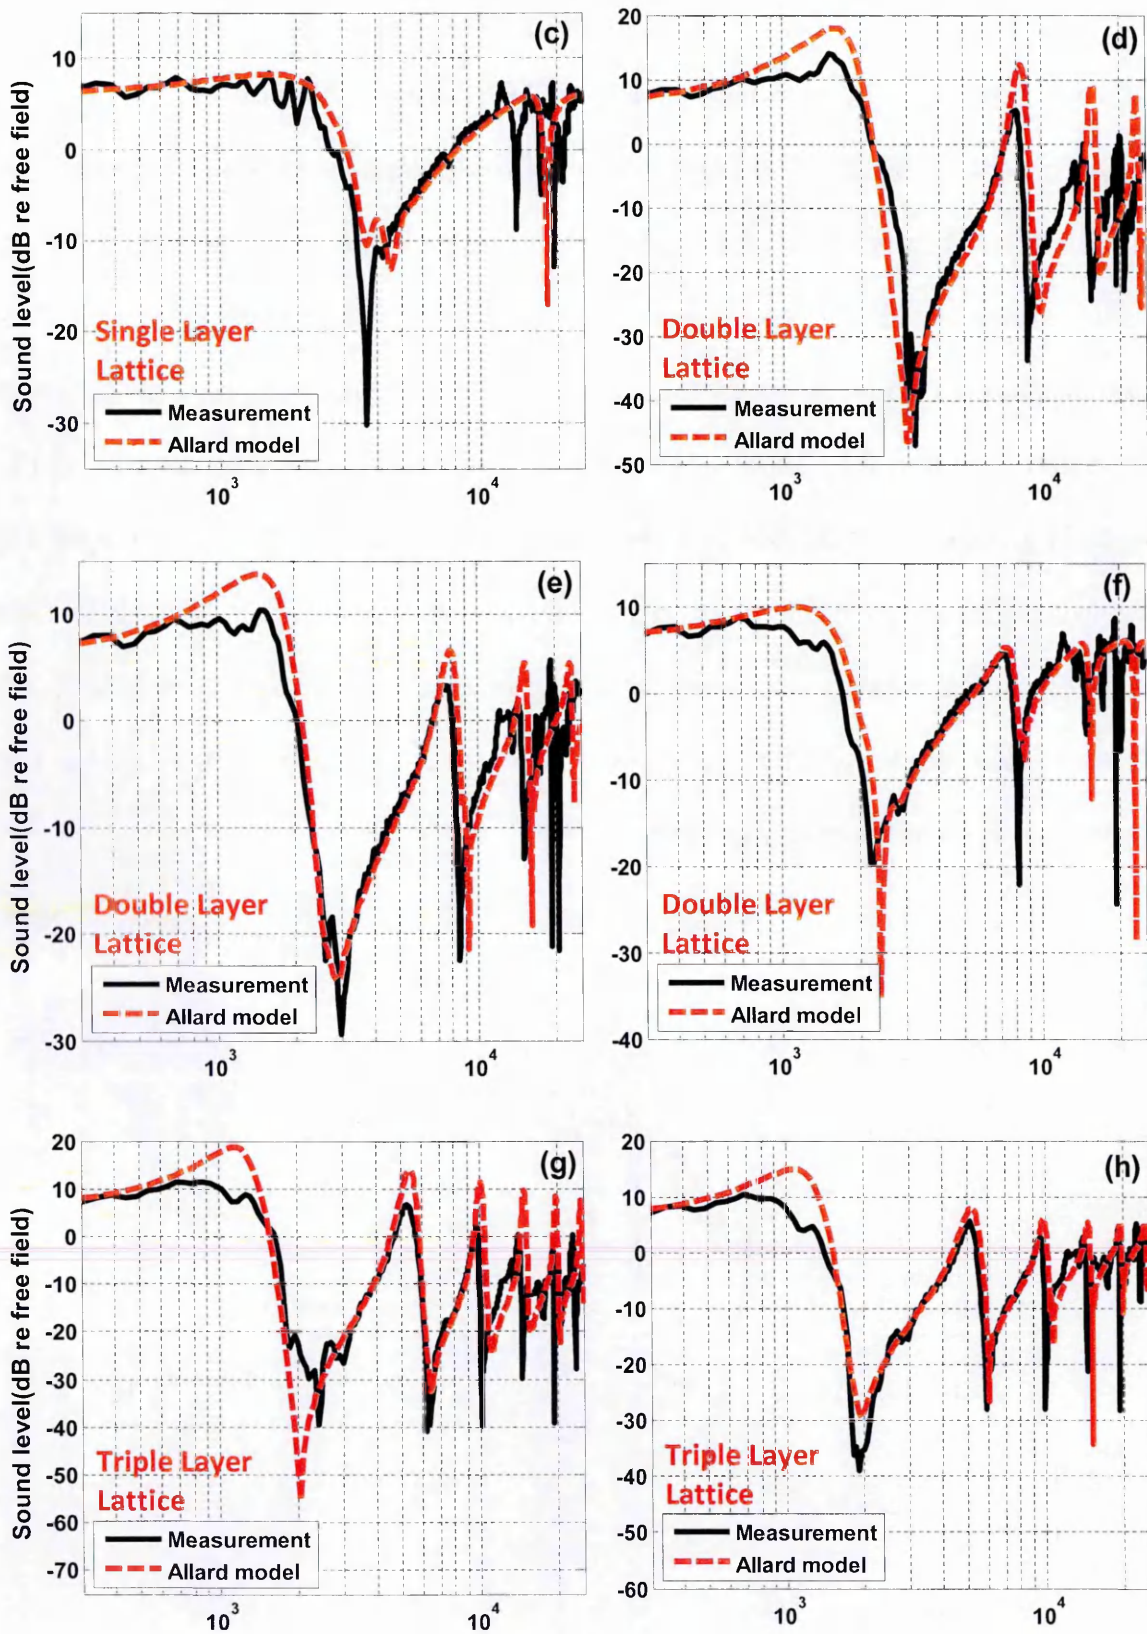 (c)
10
0
-10
-20
-30
Sound level(dB re free field)
Single Layer
Lattice
Measurement
Allard model
10^3
10^4
(d)
20
10
0
-10
-20
-30
-40
-50
Double Layer
Lattice
Measurement
Allard model
10^3
10^4
(e)
10
0
-10
-20
-30
Sound level(dB re free field)
Double Layer
Lattice
Measurement
Allard model
10^3
10^4
(f)
10
0
-10
-20
-30
-40
Double Layer
Lattice
Measurement
Allard model
10^3
10^4
(g)
20
10
0
-10
-20
-30
-40
-50
-60
-70
Sound level(dB re free field)
Triple Layer
Lattice
Measurement
Allard model
10^3
10^4
(h)
20
10
0
-10
-20
-30
-40
-50
-60
Triple Layer
Lattice
Measurement
Allard model
10^3
10^4